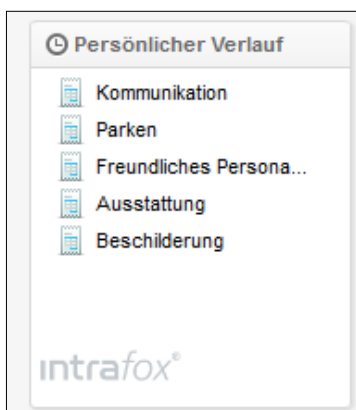 Persönlicher Verlauf
Kommunikation
Parken
Freundliches Persona...
Ausstattung
Beschilderung
intrafox®